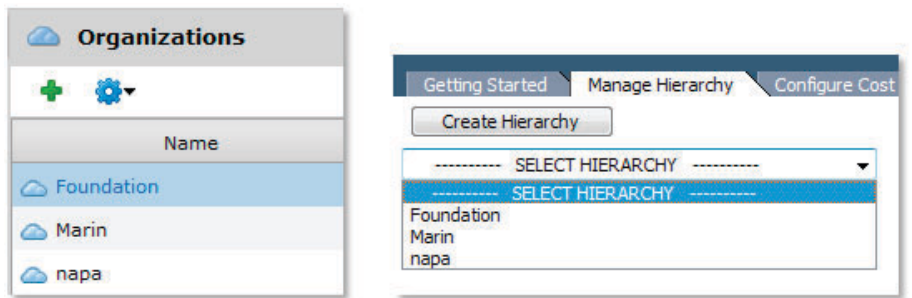 Organizations
Name
Foundation
Marin
napa
Getting Started Manage Hierarchy Configure Cost
Create Hierarchy
---------- SELECT HIERARCHY ----------
---------- SELECT HIERARCHY ----------
Foundation
Marin
napa